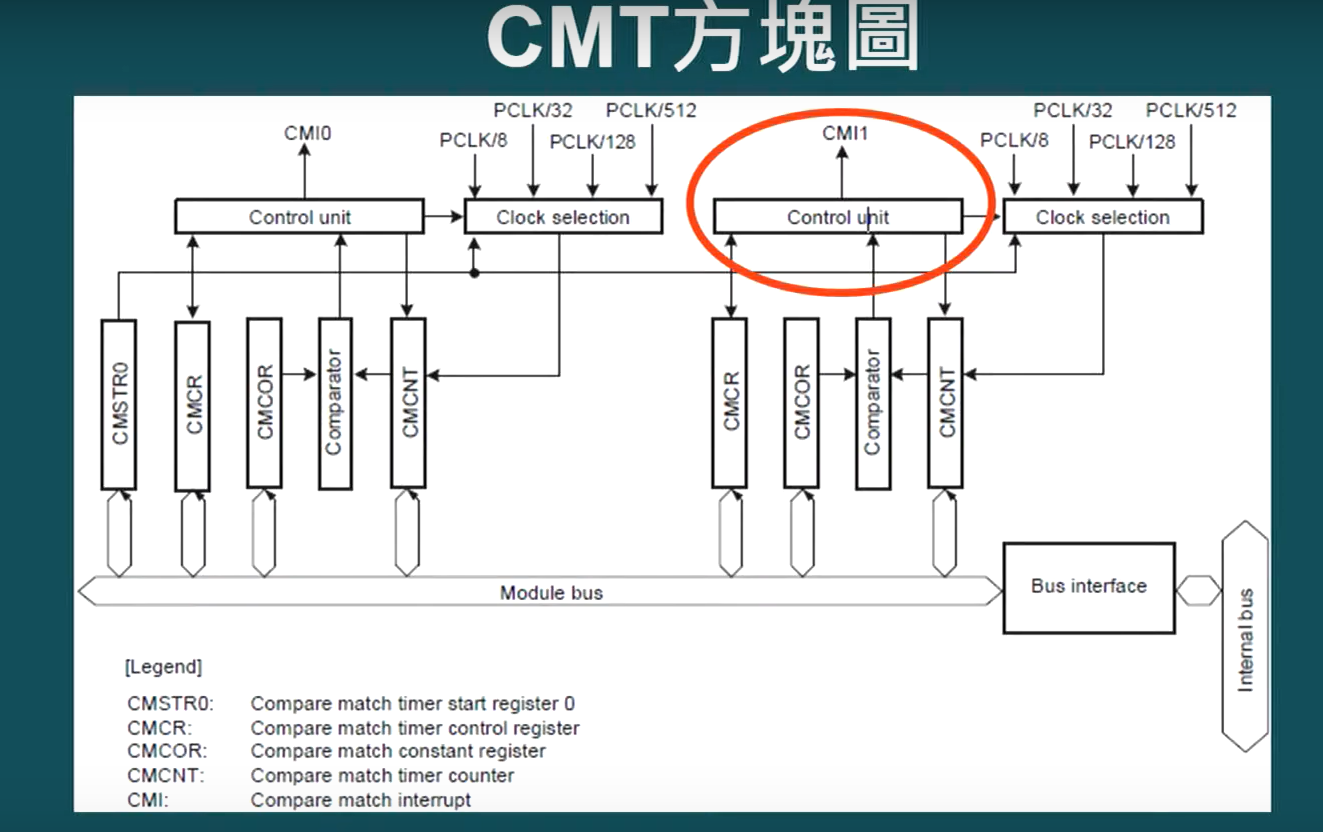 CMT方塊圖
PCLK/32 PCLK/512
CMI0
PCLK/8 PCLK/128
Control unit
Clock selection
PCLK/32 PCLK/512
CMI1
PCLK/8 PCLK/128
Control unit
Clock selection
CMSTR0
CMCR
CMCOR
Comparator
CMCNT
CMCR
CMCOR
Comparator
CMCNT
Module bus
Bus interface
Internal bus
[Legend]
CMSTR0: Compare match timer start register 0
CMCR: Compare match timer control register
CMCOR: Compare match constant register
CMCNT: Compare match timer counter
CMI: Compare match interrupt